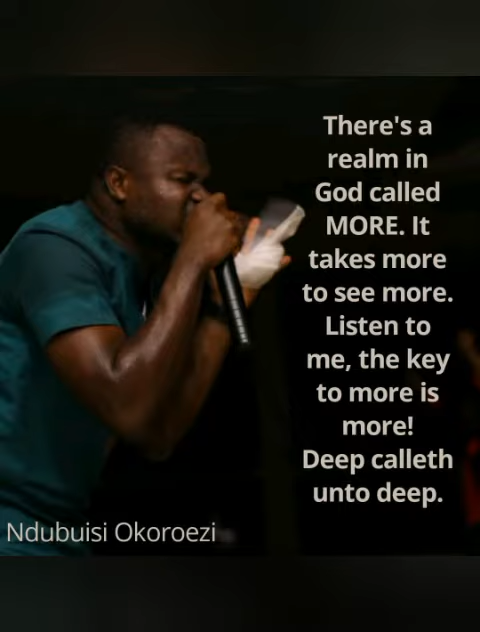 There's a
realm in
God called
MORE. It
takes more
to see more.
Listen to
me, the key
to more is
more!
Deep calleth
unto deep.
Ndubuisi Okoroezi